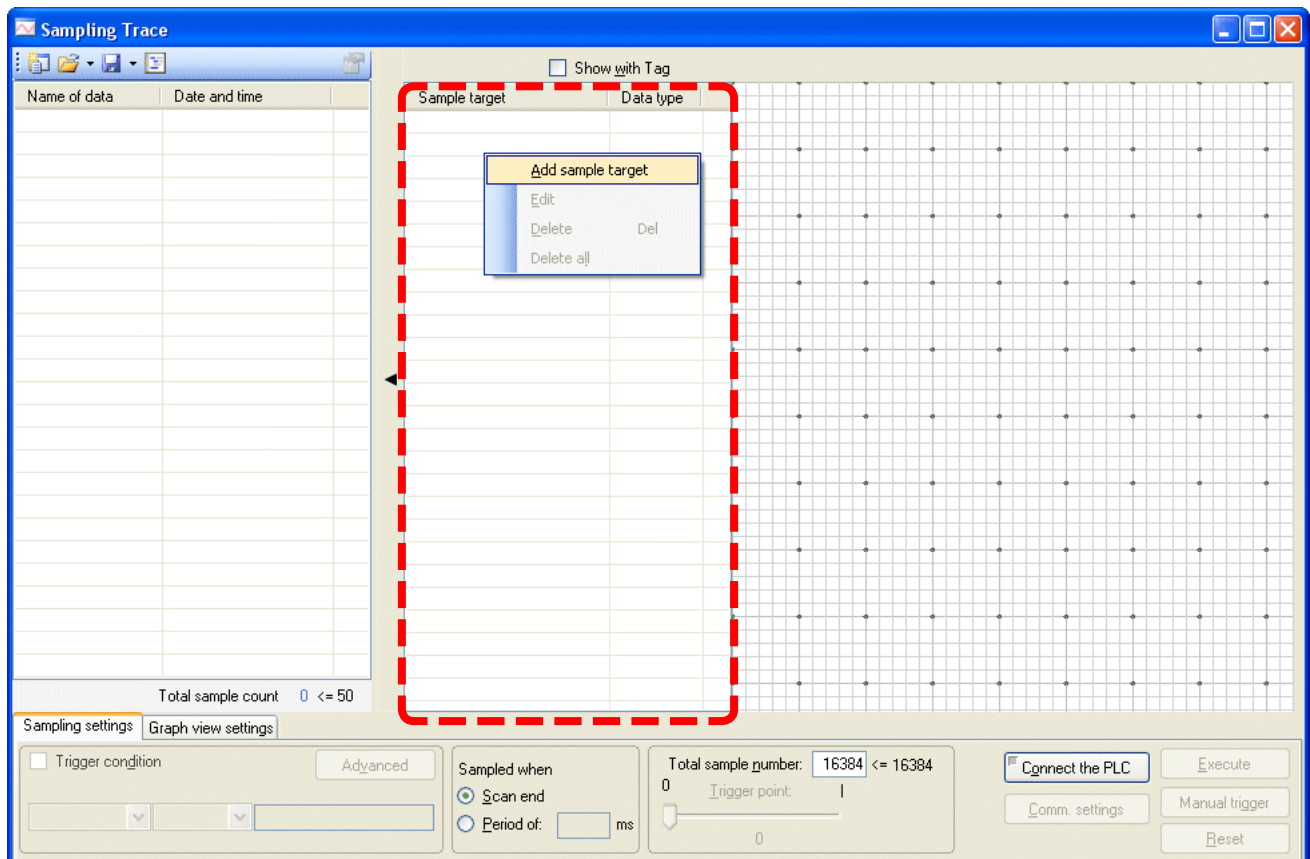 Sampling Trace
Show with Tag
Name of data Date and time
Sample target Data type
Add sample target
Edit
Delete Del
Delete all
Total sample count 0 <= 50
Sampling settings Graph view settings
Trigger condition Advanced
Sampled when
Scan end
Period of: ms
Total sample number: 16384 <= 16384
0 Trigger point:
0
Connect the PLC Execute
Comm. settings Manual trigger
Reset